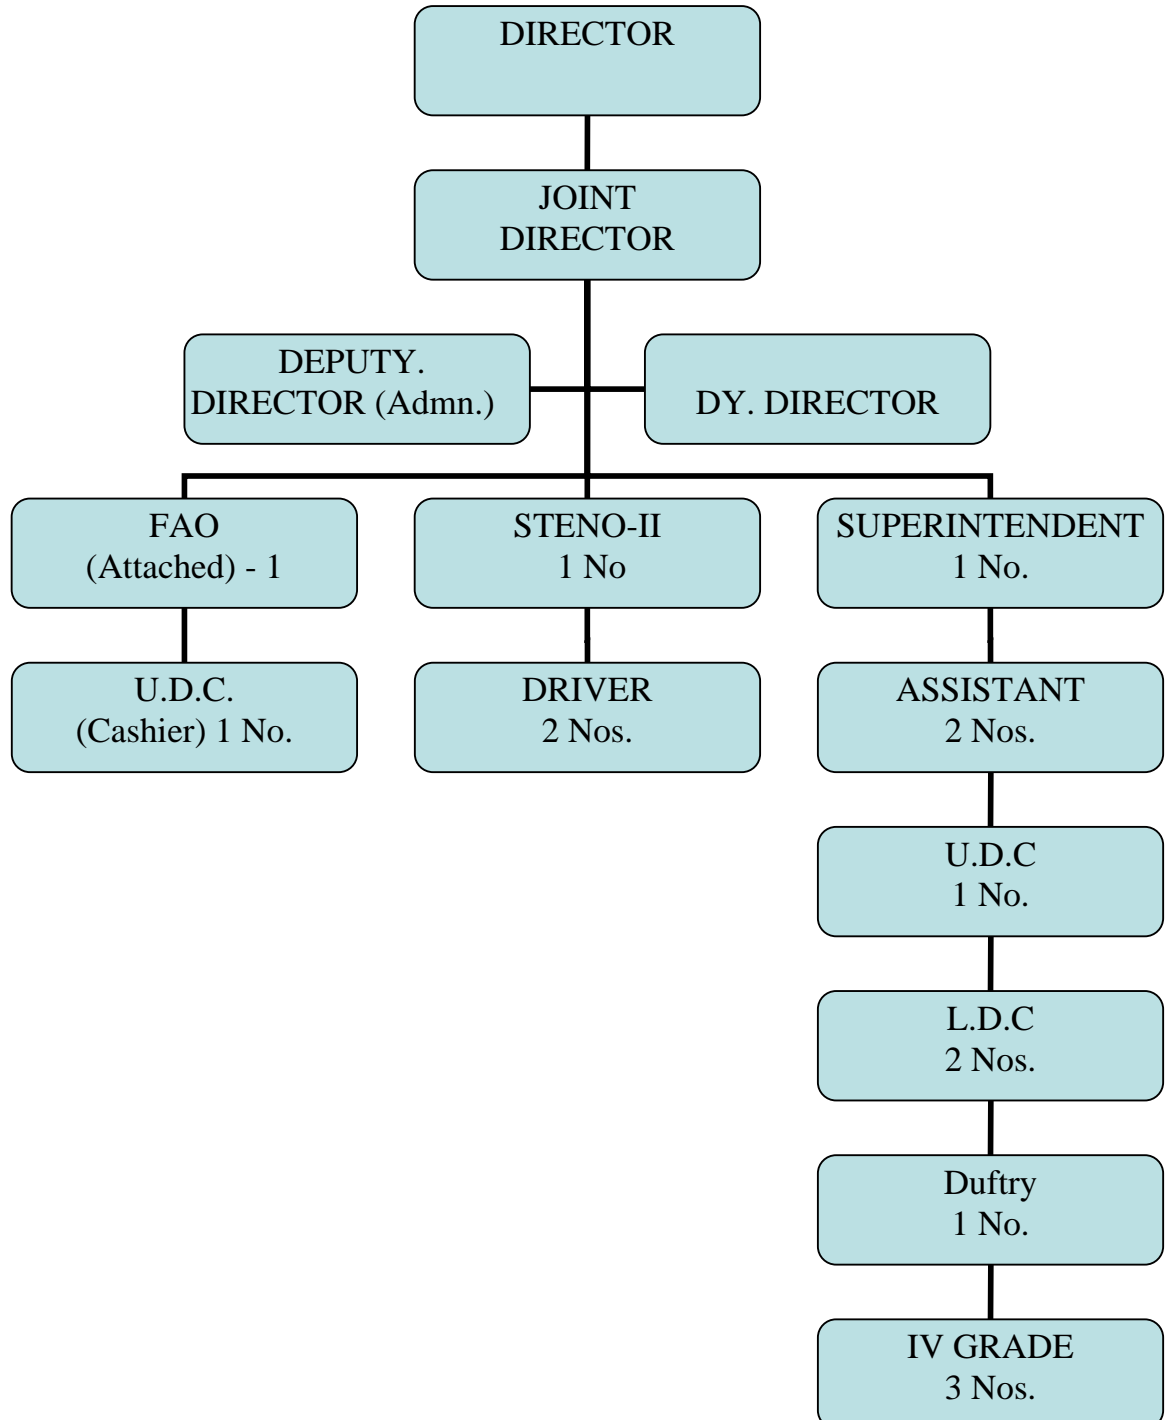 DIRECTOR
JOINT
DIRECTOR
DEPUTY.
DIRECTOR (Admn.)
DY. DIRECTOR
FAO
(Attached) - 1
STENO-II
1 No
SUPERINTENDENT
1 No.
U.D.C.
(Cashier) 1 No.
DRIVER
2 Nos.
ASSISTANT
2 Nos.
U.D.C
1 No.
L.D.C
2 Nos.
Duftry
1 No.
IV GRADE
3 Nos.